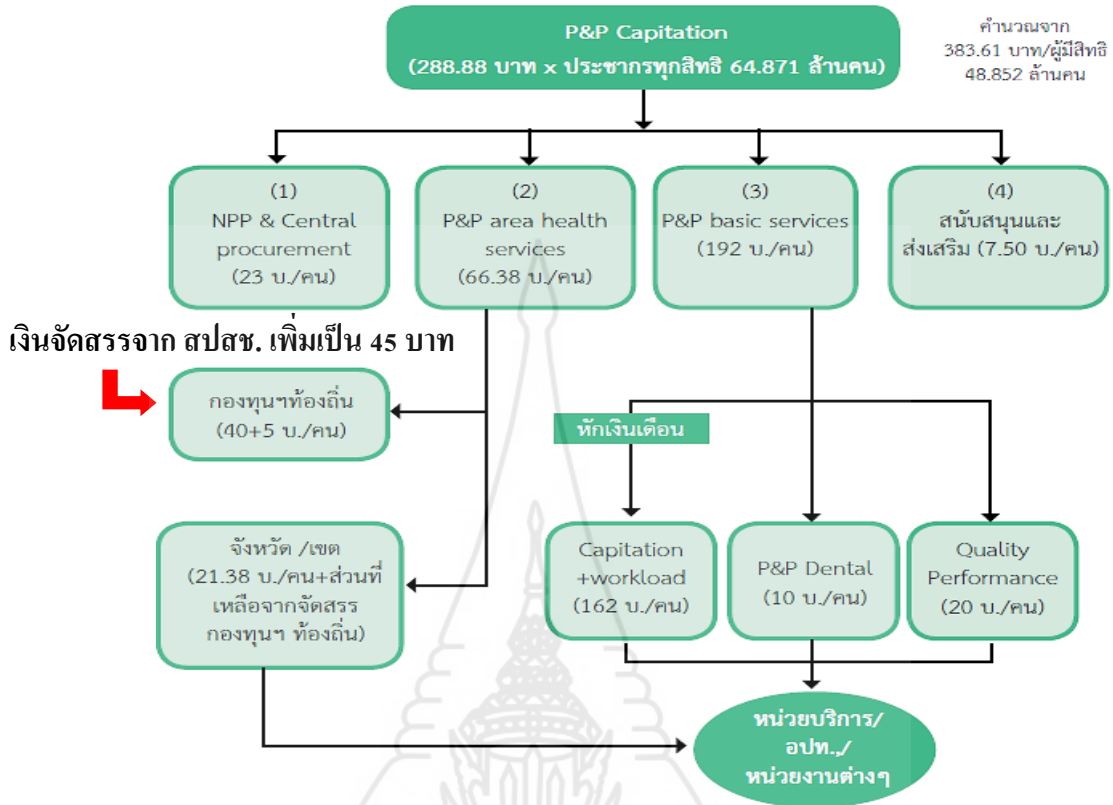 P&P Capitation
(288.88 บาท x ประชากรทุกสิทธิ 64.871 ล้านคน)
คำนวณจาก
383.61 บาท/ผู้มีสิทธิ
48.852 ล้านคน
(1)
NPP & Central
procurement
(23 บ./คน)
(2)
P&P area health
services
(66.38 บ./คน)
(3)
P&P basic services
(192 บ./คน)
(4)
สนับสนุนและ
ส่งเสริม (7.50 บ./คน)
เงินจัดสรรจาก สปสช. เพิ่มเป็น 45 บาท
กองทุนฯท้องถิ่น
(40+5 บ./คน)
หักเงินเดือน
จังหวัด /เขต
(21.38 บ./คน+ส่วนที่
เหลือจากจัดสรร
กองทุนฯ ท้องถิ่น)
Capitation
+workload
(162 บ./คน)
P&P Dental
(10 บ./คน)
Quality
Performance
(20 บ./คน)
หน่วยบริการ/
อปท.,/
หน่วยงานต่างๆ